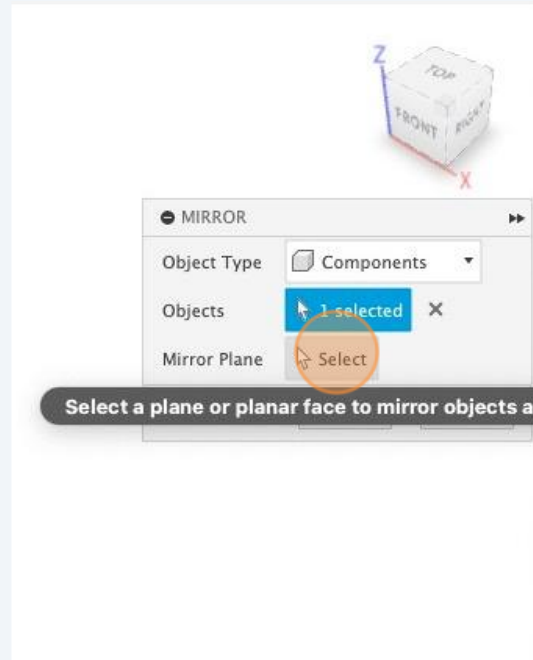 Z
TOP
FRONT
RIGHT
X
MIRROR
Object Type Components
Objects 1 selected
Mirror Plane Select
Select a plane or planar face to mirror objects a